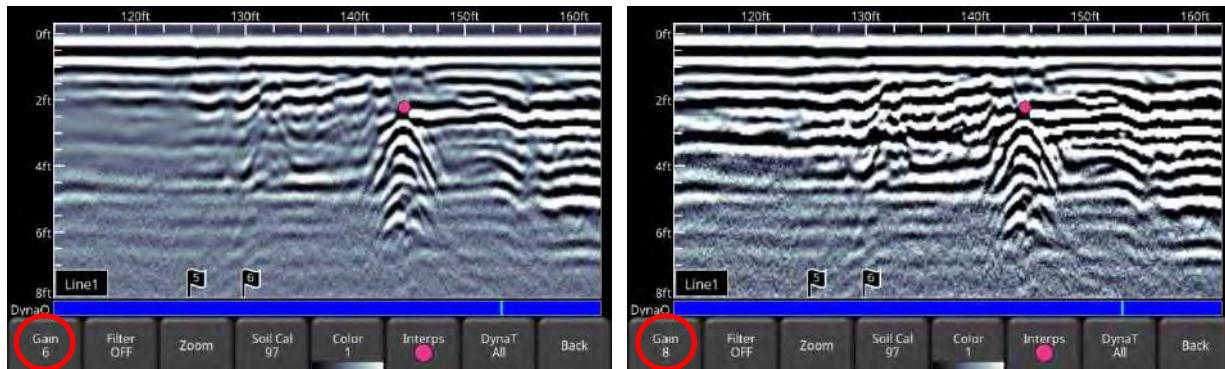 120ft 130ft 140ft 150ft 160ft
0ft
2ft
4ft
6ft
8ft
5 6
Line1
DynaQ
Gain 6
Filter OFF
Zoom
Soil Cal 97
Color 1
Interps
DynaT All
Back
120ft 130ft 140ft 150ft 160ft
0ft
2ft
4ft
6ft
8ft
5 6
Line1
DynaQ
Gain 8
Filter OFF
Zoom
Soil Cal 97
Color 1
Interps
DynaT All
Back